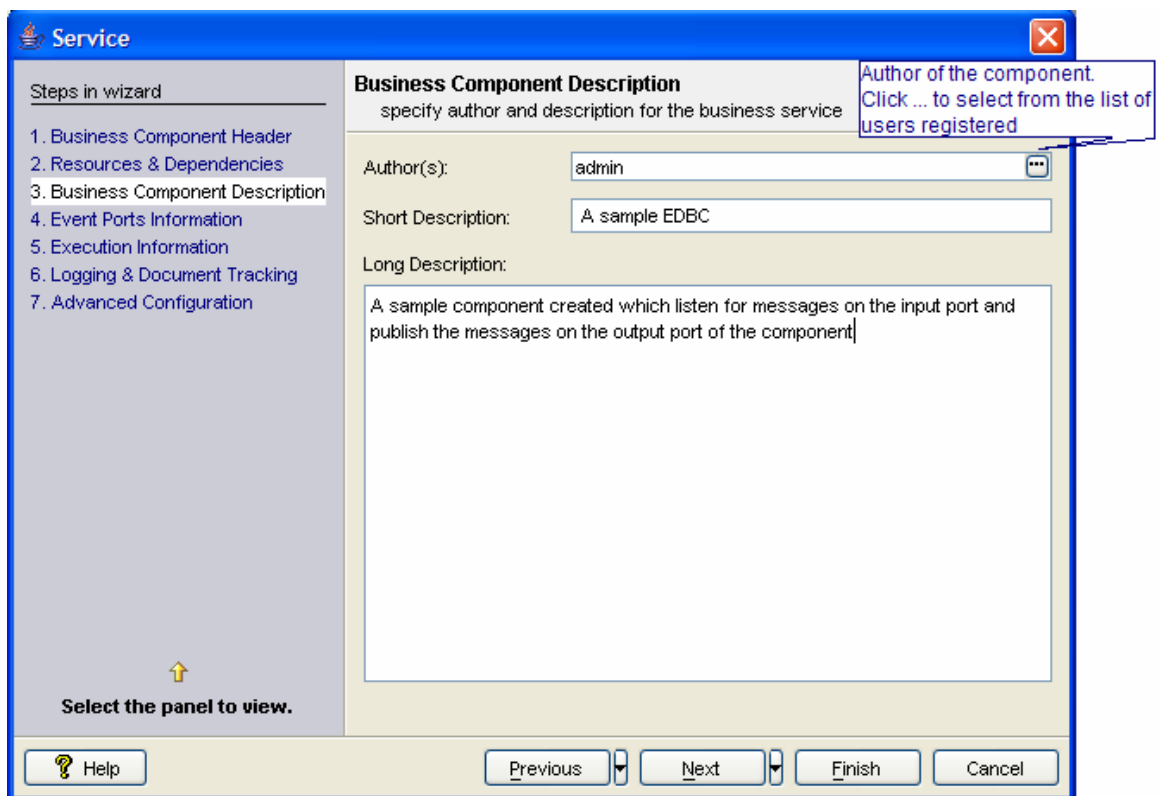 Service
Steps in wizard
1. Business Component Header
2. Resources & Dependencies
3. Business Component Description
4. Event Ports Information
5. Execution Information
6. Logging & Document Tracking
7. Advanced Configuration
Select the panel to view.
Business Component Description
specify author and description for the business service
Author of the component.
Click ... to select from the list of
users registered
Author(s):
admin
...
Short Description:
A sample EDBC
Long Description:
A sample component created which listen for messages on the input port and
publish the messages on the output port of the component
Help
Previous
Next
Finish
Cancel